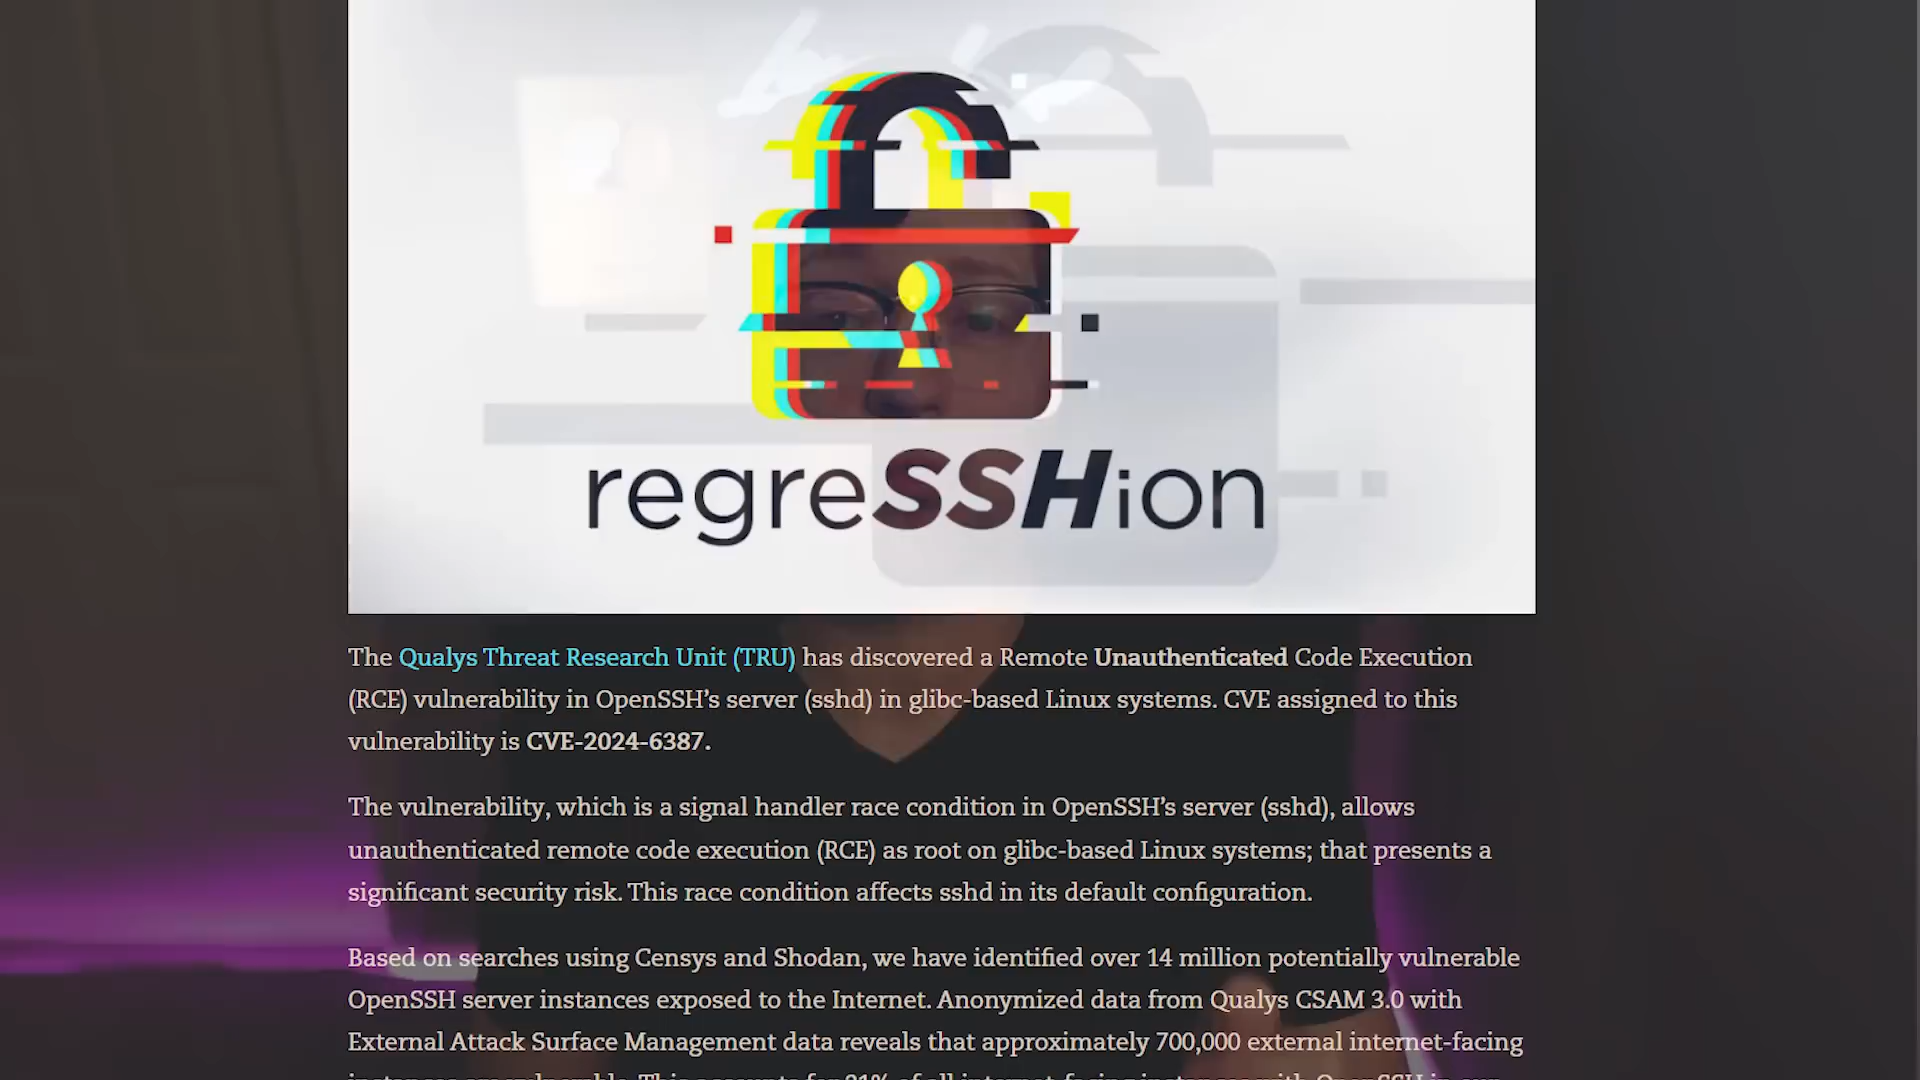 regreSSHion
The Qualys Threat Research Unit (TRU) has discovered a Remote Unauthenticated Code Execution
(RCE) vulnerability in OpenSSH’s server (sshd) in glibc-based Linux systems. CVE assigned to this
vulnerability is CVE-2024-6387.
The vulnerability, which is a signal handler race condition in OpenSSH’s server (sshd), allows
unauthenticated remote code execution (RCE) as root on glibc-based Linux systems; that presents a
significant security risk. This race condition affects sshd in its default configuration.
Based on searches using Censys and Shodan, we have identified over 14 million potentially vulnerable
OpenSSH server instances exposed to the Internet. Anonymized data from Qualys CSAM 3.0 with
External Attack Surface Management data reveals that approximately 700,000 external internet-facing